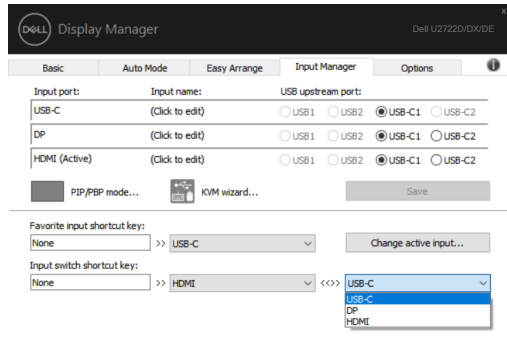 x
DELL Display Manager Dell U2722D/DX/DE
Basic Auto Mode Easy Arrange Input Manager Options i
Input port: Input name: USB upstream port:
USB-C (Click to edit) USB1 USB2 USB-C1 USB-C2
DP (Click to edit) USB1 USB2 USB-C1 USB-C2
HDMI (Active) (Click to edit) USB1 USB2 USB-C1 USB-C2
PIP/PBP mode... KVM wizard... Save
Favorite input shortcut key:
None >> USB-C Change active input...
Input switch shortcut key:
None >> HDMI <<>> USB-C
USB-C
DP
HDMI